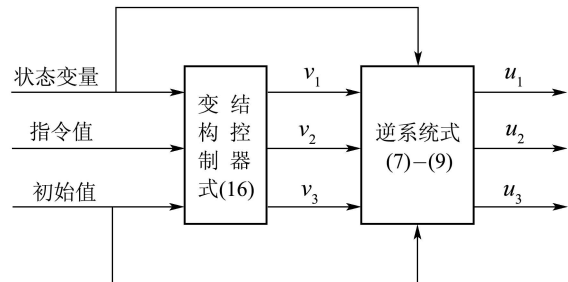 状态变量
指令值
初始值
变 结
构 控
制 器
式(16)
v₁
v₂
v₃
逆系统式
(7)–(9)
u₁
u₂
u₃